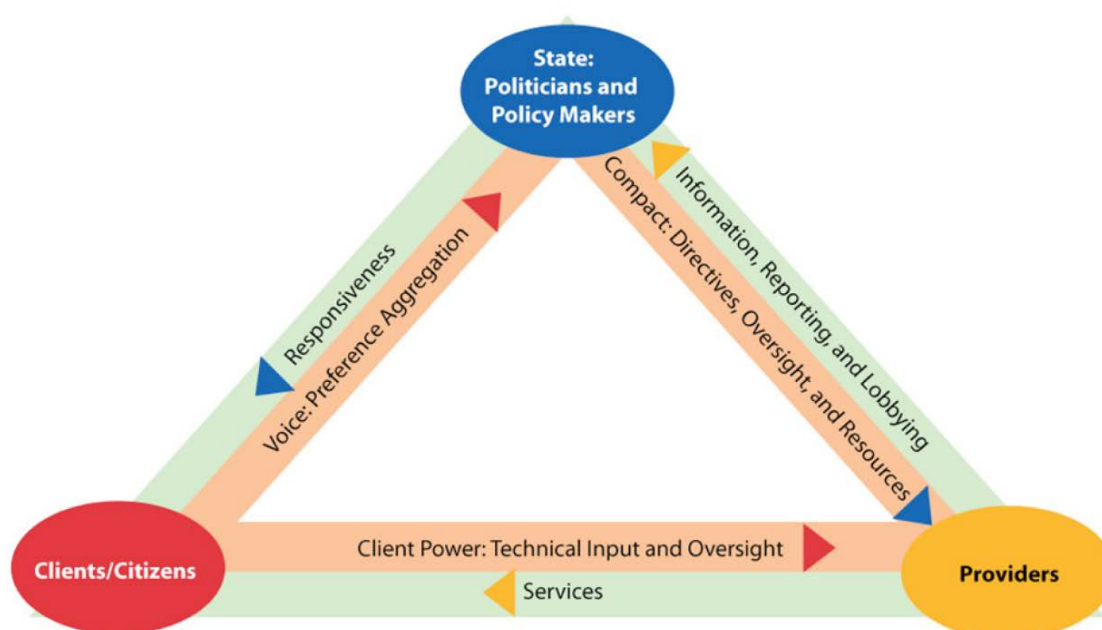 State:
Politicians and
Policy Makers
Responsiveness
Voice: Preference Aggregation
Compact: Directives, Oversight, and Resources
Information, Reporting, and Lobbying
Clients/Citizens
Client Power: Technical Input and Oversight
Services
Providers